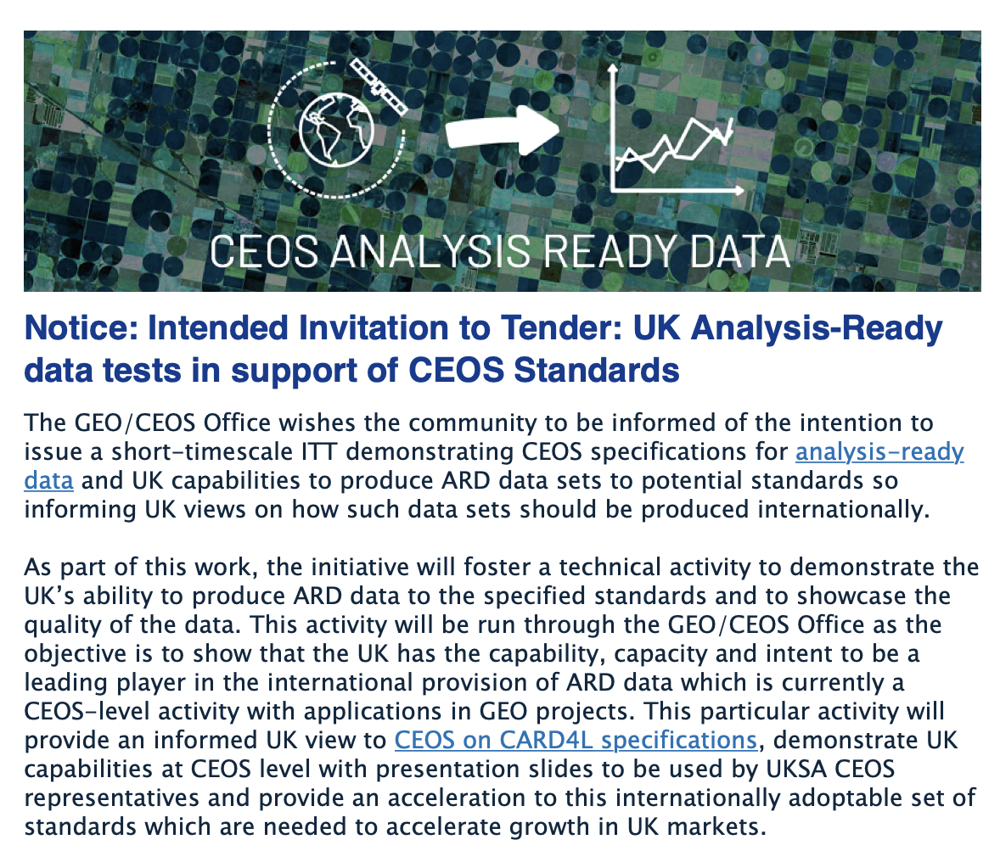 CEOS ANALYSIS READY DATA
Notice: Intended Invitation to Tender: UK Analysis-Ready
data tests in support of CEOS Standards
The GEO/CEOS Office wishes the community to be informed of the intention to
issue a short-timescale ITT demonstrating CEOS specifications for analysis-ready
data and UK capabilities to produce ARD data sets to potential standards so
informing UK views on how such data sets should be produced internationally.
As part of this work, the initiative will foster a technical activity to demonstrate the
UK’s ability to produce ARD data to the specified standards and to showcase the
quality of the data. This activity will be run through the GEO/CEOS Office as the
objective is to show that the UK has the capability, capacity and intent to be a
leading player in the international provision of ARD data which is currently a
CEOS-level activity with applications in GEO projects. This particular activity will
provide an informed UK view to CEOS on CARD4L specifications, demonstrate UK
capabilities at CEOS level with presentation slides to be used by UKSA CEOS
representatives and provide an acceleration to this internationally adoptable set of
standards which are needed to accelerate growth in UK markets.